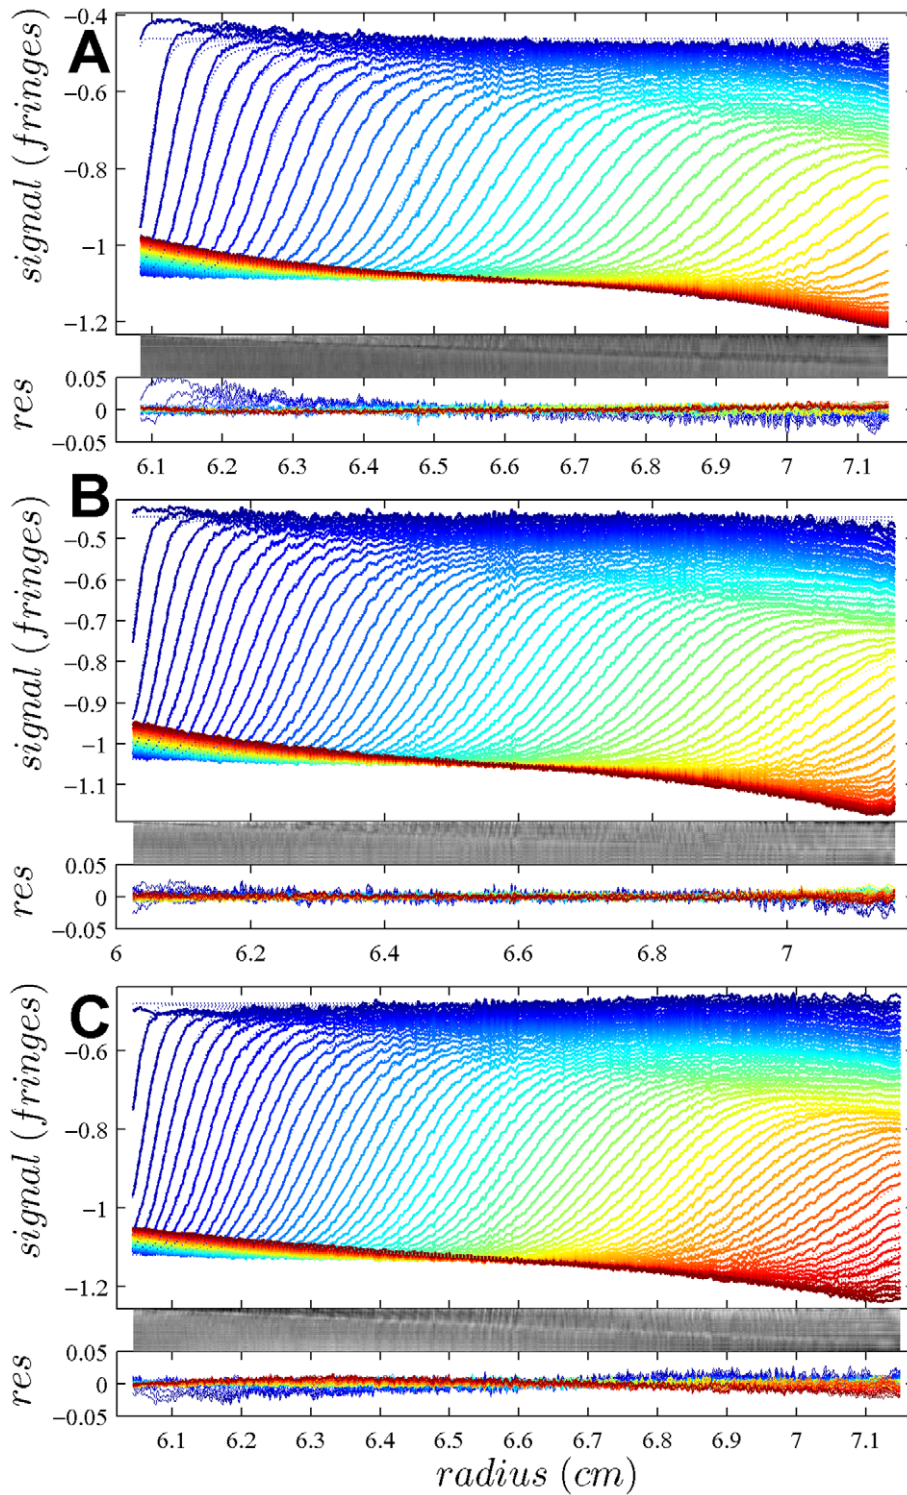 A
signal (fringes)
−0.4
−0.6
−0.8
−1
−1.2
res
0.05
0
−0.05
6.1 6.2 6.3 6.4 6.5 6.6 6.7 6.8 6.9 7 7.1
B
signal (fringes)
−0.5
−0.6
−0.7
−0.8
−0.9
−1
−1.1
res
0.05
0
−0.05
6 6.2 6.4 6.6 6.8 7
C
signal (fringes)
−0.6
−0.8
−1
−1.2
res
0.05
0
−0.05
6.1 6.2 6.3 6.4 6.5 6.6 6.7 6.8 6.9 7 7.1
radius (cm)